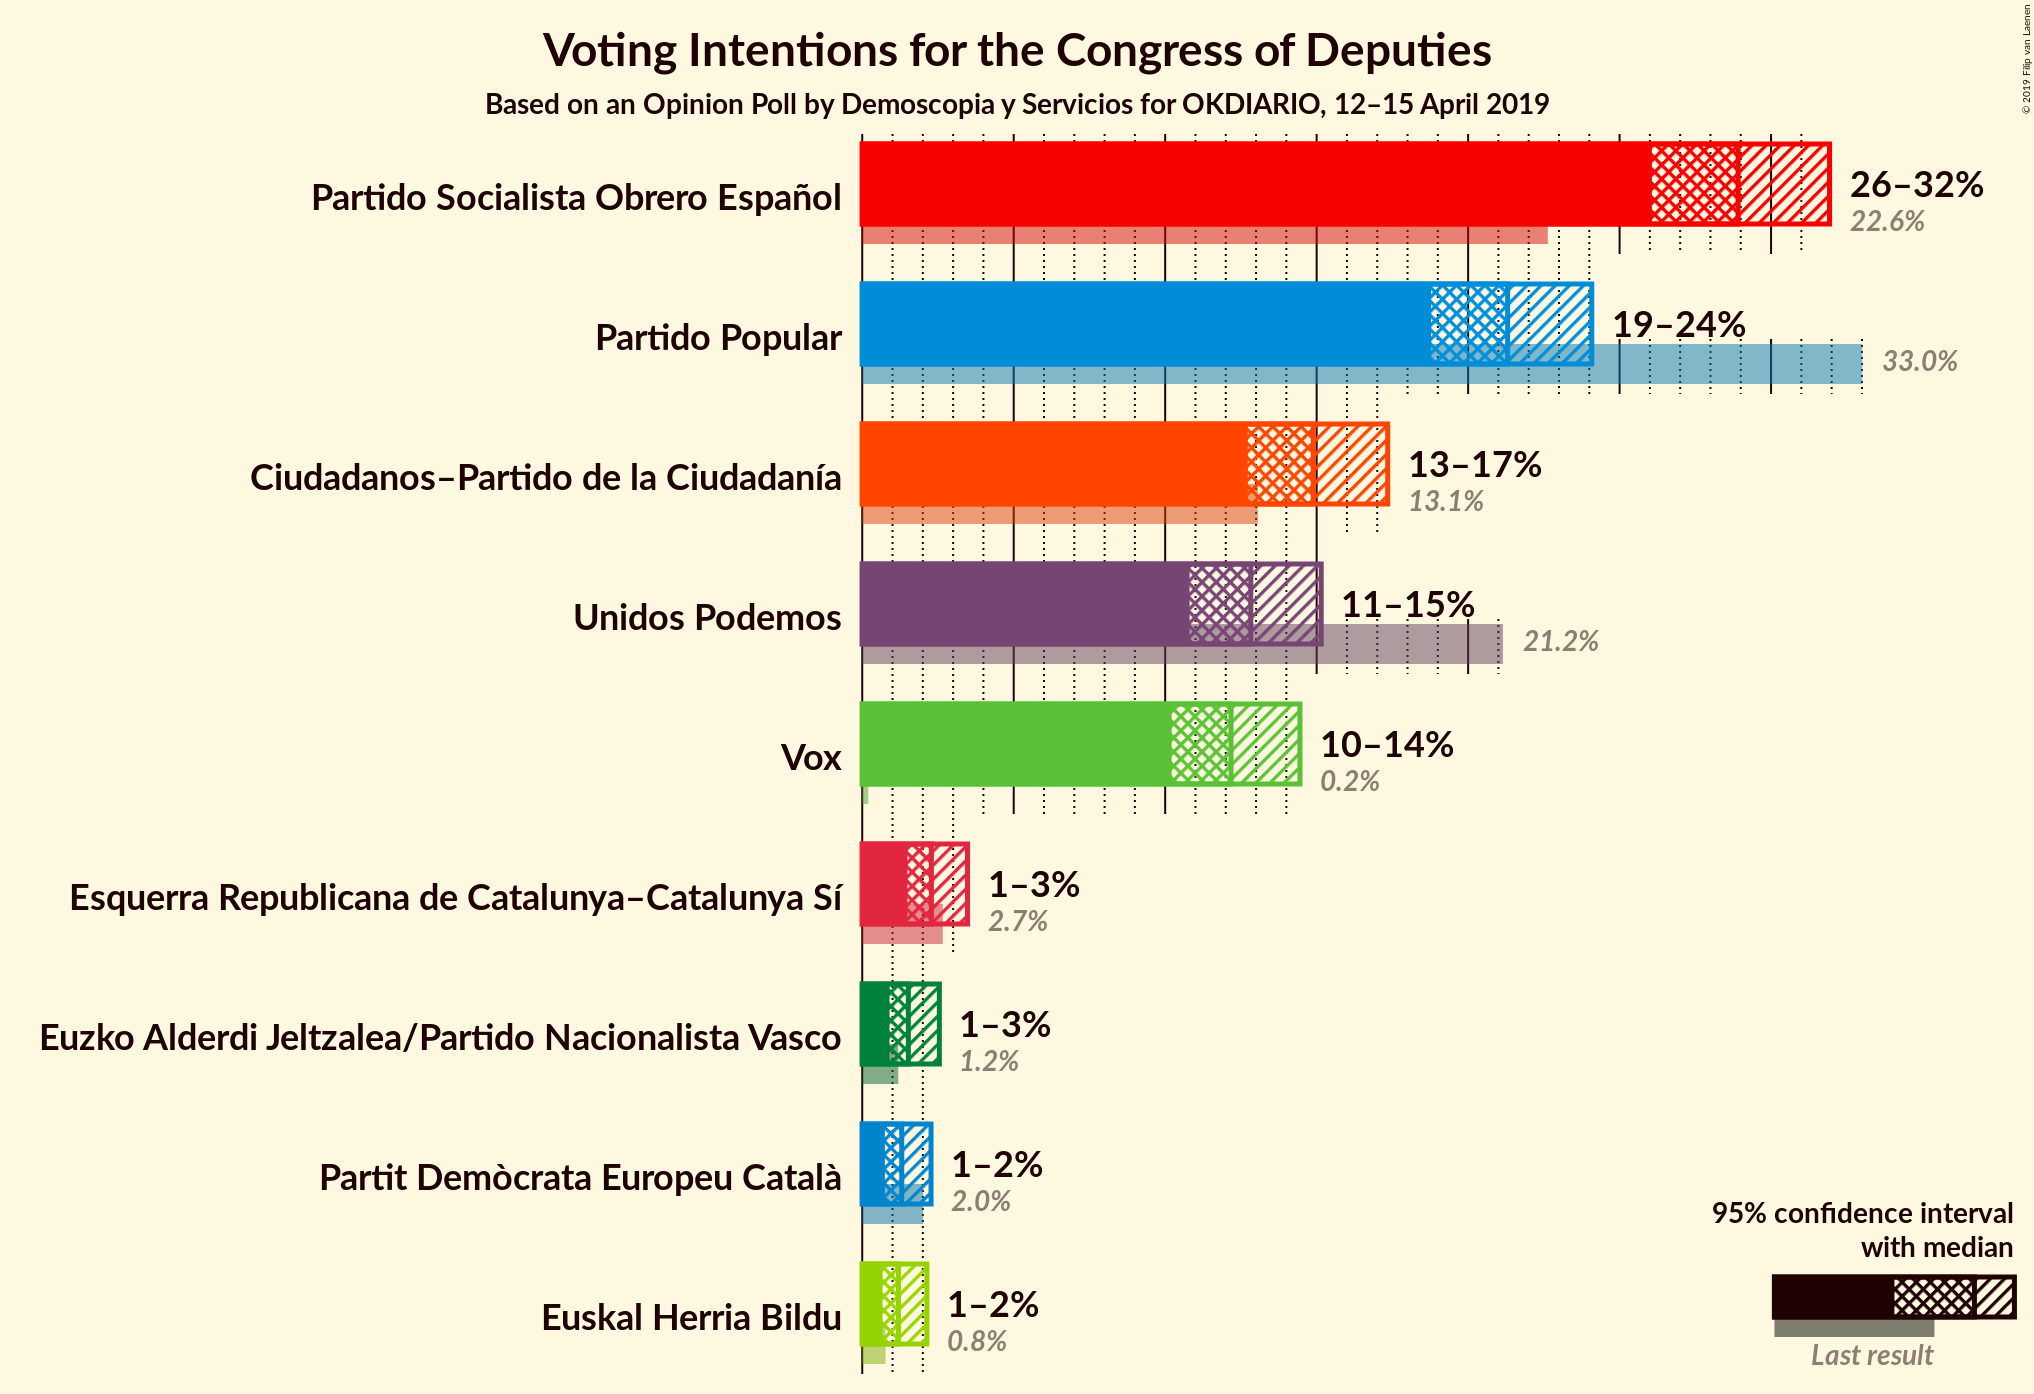 Voting Intentions for the Congress of Deputies
Based on an Opinion Poll by Demoscopia y Servicios for OKDIARIO, 12–15 April 2019
© 2019 Filip van Laenen
Partido Socialista Obrero Español
26–32%
22.6%
Partido Popular
19–24%
33.0%
Ciudadanos–Partido de la Ciudadanía
13–17%
13.1%
Unidos Podemos
11–15%
21.2%
Vox
10–14%
0.2%
Esquerra Republicana de Catalunya–Catalunya Sí
1–3%
2.7%
Euzko Alderdi Jeltzalea/Partido Nacionalista Vasco
1–3%
1.2%
Partit Demòcrata Europeu Català
1–2%
2.0%
Euskal Herria Bildu
1–2%
0.8%
95% confidence interval
with median
Last result